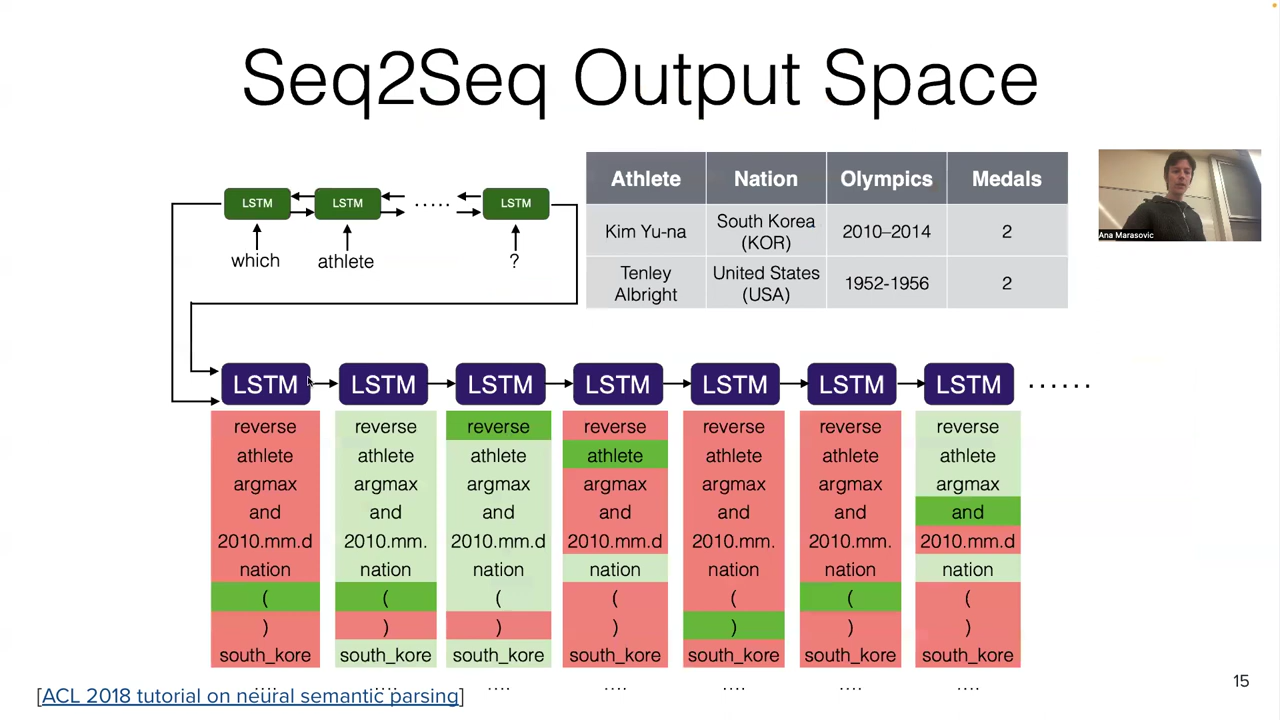 Seq2Seq Output Space
LSTM LSTM ..... LSTM
which athlete ?
Athlete Nation Olympics Medals
Kim Yu-na South Korea (KOR) 2010–2014 2
Tenley Albright United States (USA) 1952-1956 2
Ana Marasovic
LSTM LSTM LSTM LSTM LSTM LSTM LSTM ......
reverse reverse reverse reverse reverse reverse reverse
athlete athlete athlete athlete athlete athlete athlete
argmax argmax argmax argmax argmax argmax argmax
and and and and and and and
2010.mm.d 2010.mm. 2010.mm.d 2010.mm.d 2010.mm. 2010.mm. 2010.mm.d
nation nation nation nation nation nation nation
( ( ( ( ( ( (
) ) ) ) ) ) )
south_kore south_kore south_kore south_kore south_kore south_kore south_kore
.... .... .... .... .... .... ....
[ACL 2018 tutorial on neural semantic parsing]
15